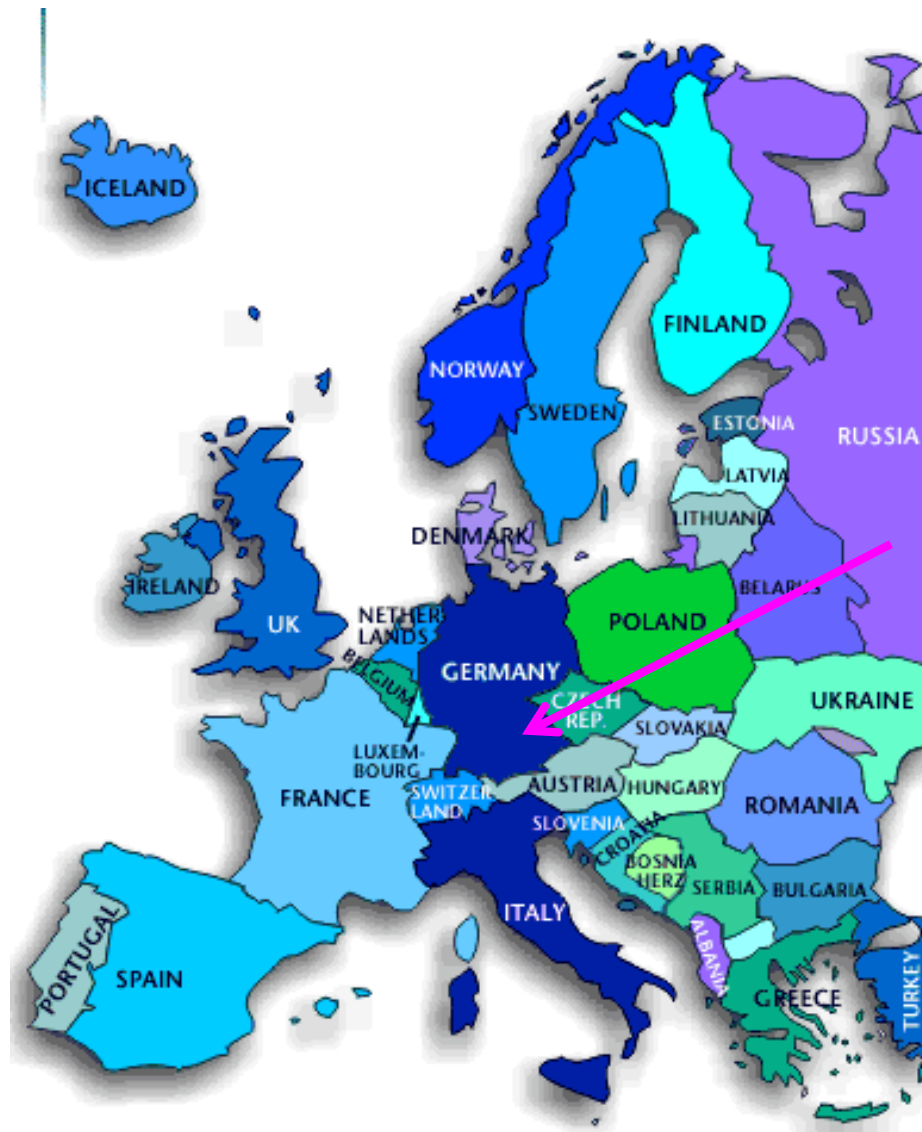 ICELAND
FINLAND
NORWAY
SWEDEN
ESTONIA
RUSSIA
LATVIA
LITHUANIA
DENMARK
IRELAND
BELARUS
NETHER
LANDS
UK
POLAND
BELGIUM
GERMANY
CZECH
REP.
UKRAINE
SLOVAKIA
LUXEM-
BOURG
FRANCE
SWITZER
LAND
AUSTRIA
HUNGARY
ROMANIA
SLOVENIA
CROATIA
BOSNIA
HERZ
SERBIA
BULGARIA
ITALY
PORTUGAL
SPAIN
ALBANIA
GREECE
TURKEY